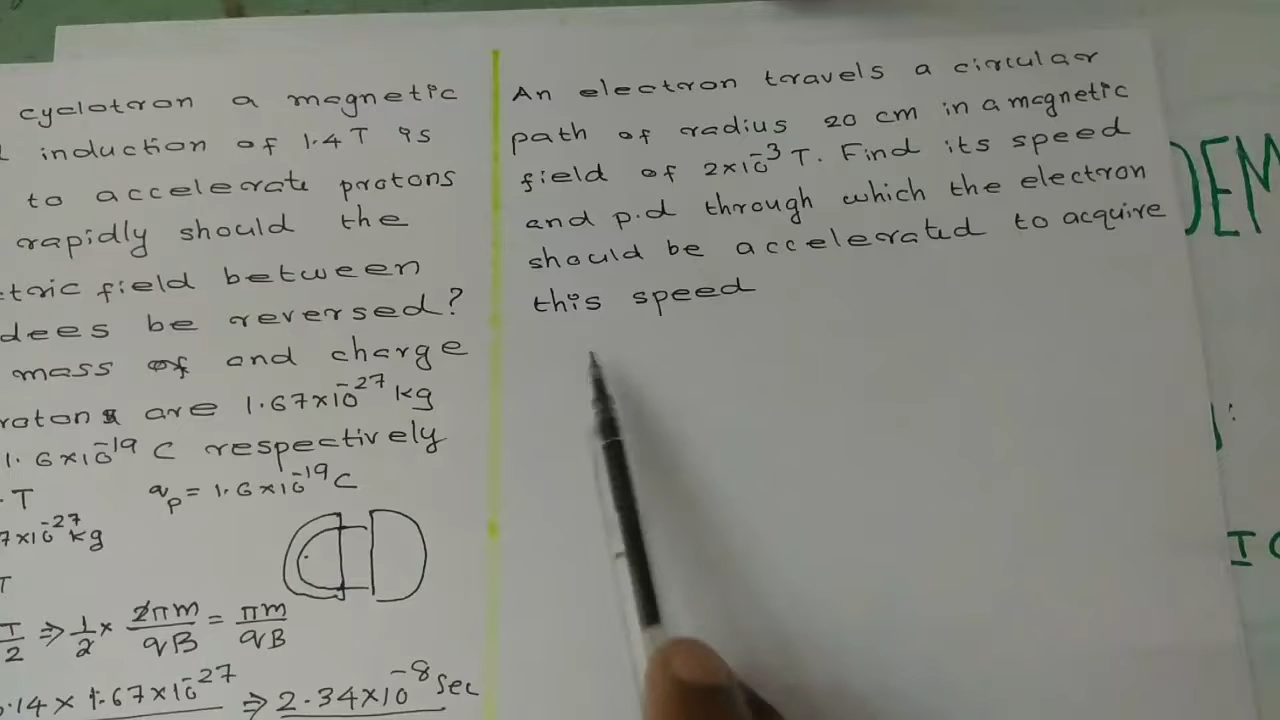 cyclotron a magnetic
induction of 1.4T is
to accelerate protons
rapidly should the
ctric field between
dees be reversed?
mass of and charge
roton are 1.67×10⁻²⁷ kg
1.6×10⁻¹⁹ C respectively
T q_p = 1.6×10⁻¹⁹ C
7×10⁻²⁷ kg
T
T/2 ⇒ 1/2 × 2πm/qB = πm/qB
.14 × 1.67×10⁻²⁷ ⇒ 2.34×10⁻⁸ Sec
An electron travels a circular
path of radius 20 cm in a magnetic
field of 2×10⁻³ T. Find its speed
and p.d through which the electron
should be accelerated to acquire
this speed
DEM
I